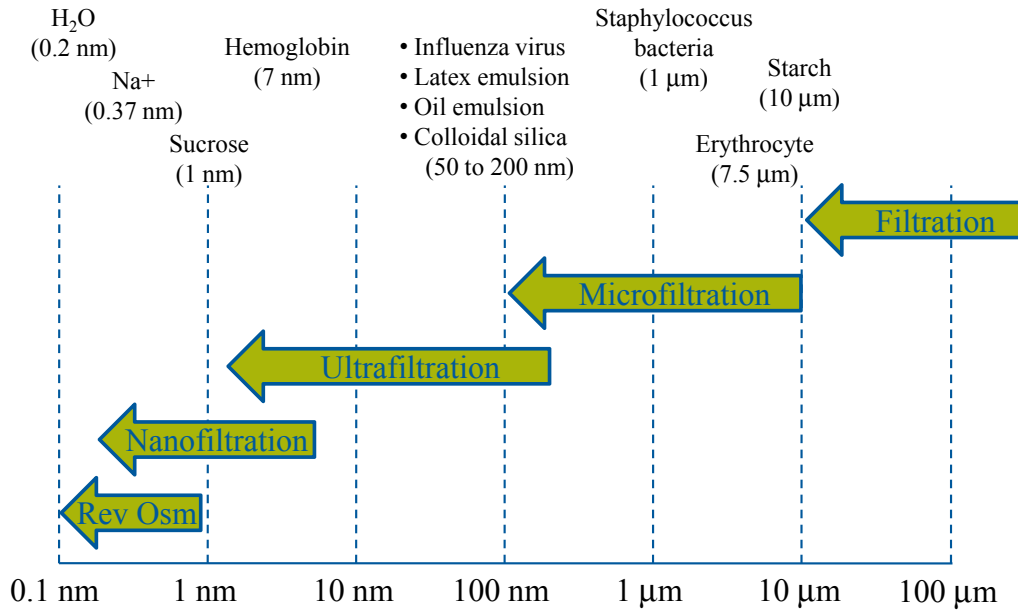 H₂O
(0.2 nm)
Na+
(0.37 nm)
Sucrose
(1 nm)
Hemoglobin
(7 nm)
• Influenza virus
• Latex emulsion
• Oil emulsion
• Colloidal silica
(50 to 200 nm)
Staphylococcus
bacteria
(1 μm)
Starch
(10 μm)
Erythrocyte
(7.5 μm)
Filtration
Microfiltration
Ultrafiltration
Nanofiltration
Rev Osm
0.1 nm 1 nm 10 nm 100 nm 1 μm 10 μm 100 μm